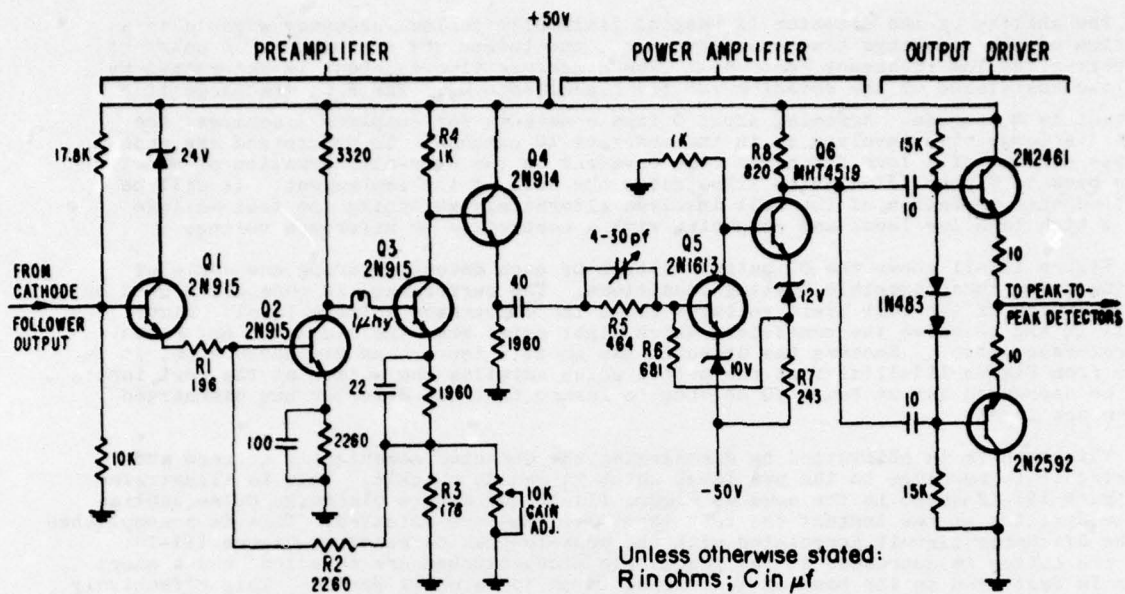 +50V
PREAMPLIFIER
POWER AMPLIFIER
OUTPUT DRIVER
17.8K
24V
3320
R4
1K
Q4
2N914
1K
R8
820
Q6
MHT4519
15K
2N2461
10
10
4-30pf
Q1
2N915
Q3
2N915
Q5
2N1613
FROM
CATHODE
FOLLOWER
OUTPUT
Q2
2N915
1μhy
40
R5
464
12V
1N483
TO PEAK-TO-
PEAK DETECTORS
R1
196
1960
R6
681
10V
10
10
22
1960
R7
243
100
2260
10K
R3
178
10K
GAIN
ADJ.
-50V
2N2592
15K
R2
2260
Unless otherwise stated:
R in ohms; C in μf